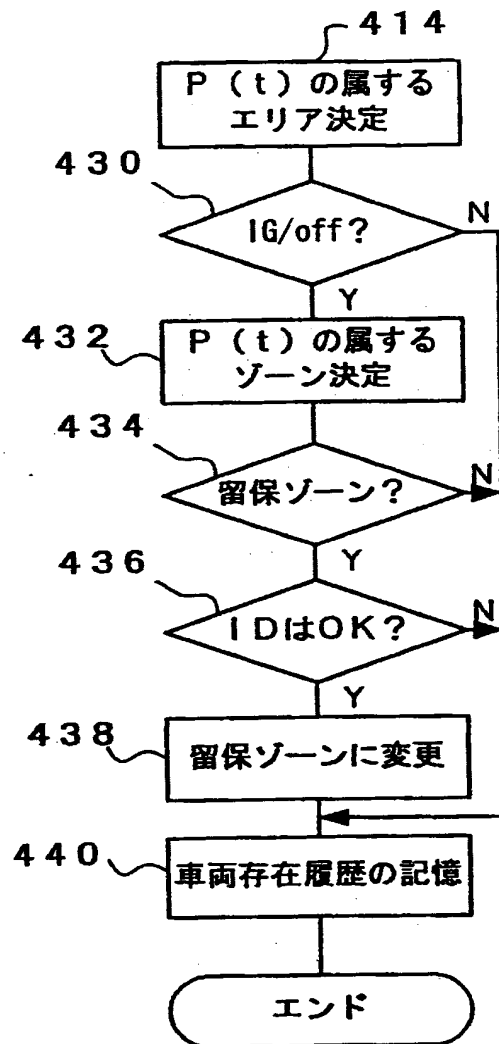 414
P(t)の属する
エリア決定
430
IG/off?
N
Y
432
P(t)の属する
ゾーン決定
434
留保ゾーン?
N
Y
436
IDはOK?
N
Y
438
留保ゾーンに変更
440
車両存在履歴の記憶
エンド